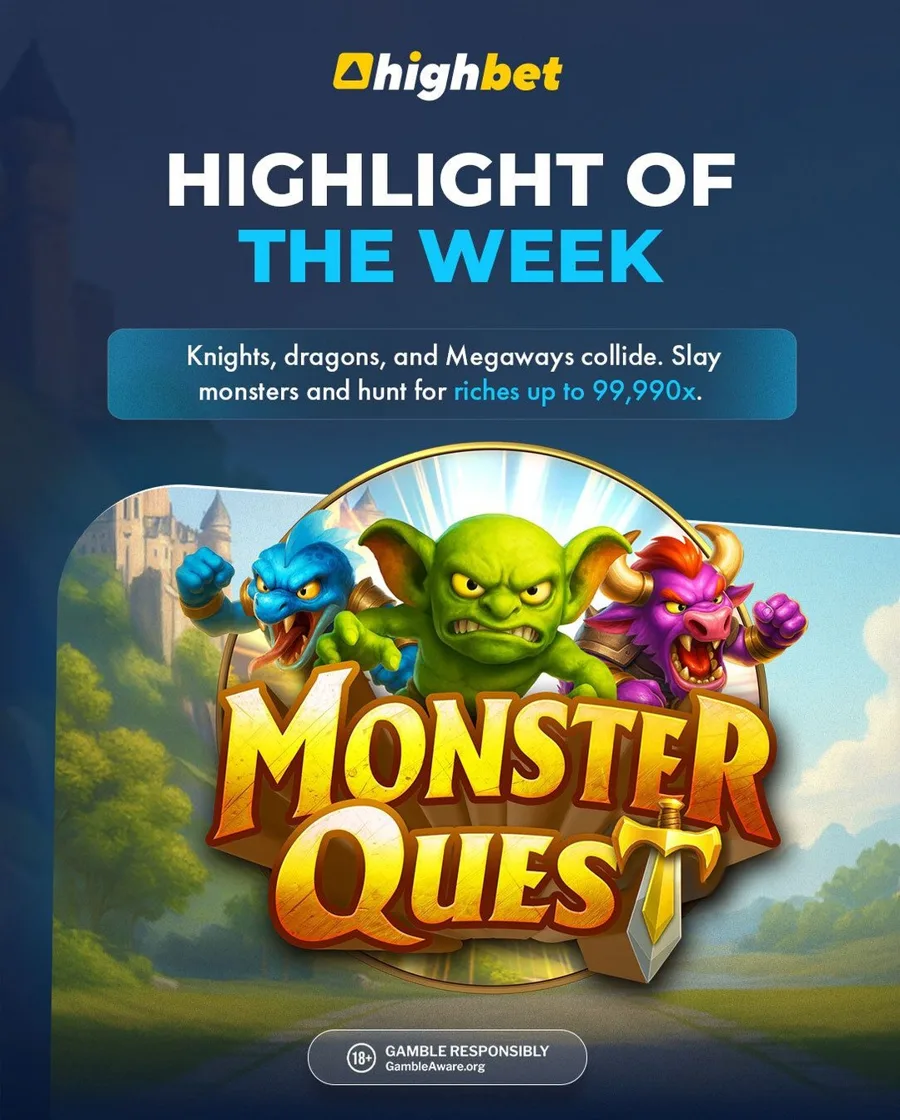 highbet
HIGHLIGHT OF
THE WEEK
Knights, dragons, and Megaways collide. Slay
monsters and hunt for riches up to 99,990x.
MONSTER
QUEST
18+ GAMBLE RESPONSIBLY
GambleAware.org